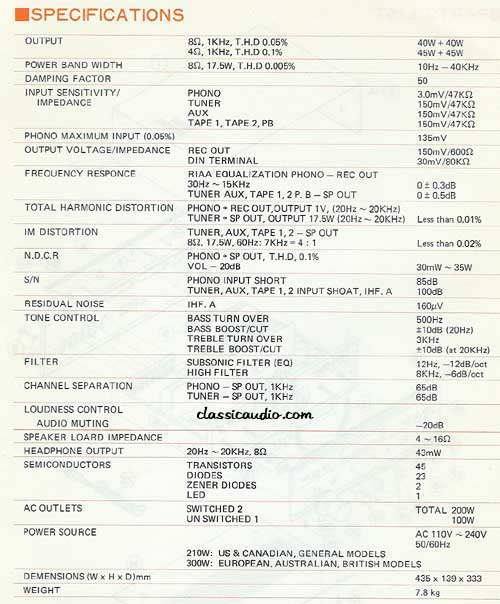 SPECIFICATIONS
OUTPUT 8Ω, 1KHz, T.H.D 0.05% 40W + 40W
4Ω, 1KHz, T.H.D 0.1% 45W + 45W
POWER BAND WIDTH 8Ω, 17.5W, T.H.D 0.005% 10Hz – 40KHz
DAMPING FACTOR 50
INPUT SENSITIVITY/ PHONO 3.0mV/47KΩ
IMPEDANCE TUNER 150mV/47KΩ
AUX 150mV/47KΩ
TAPE 1, TAPE 2, PB 150mV/47KΩ
PHONO MAXIMUM INPUT (0.05%) 135mV
OUTPUT VOLTAGE/IMPEDANCE REC OUT 150mV/600Ω
DIN TERMINAL 30mV/80KΩ
FREQUENCY RESPONCE RIAA EQUALIZATION PHONO – REC OUT
30Hz ~ 15KHz 0 ± 0.3dB
TUNER AUX, TAPE 1, 2 P. B – SP OUT 0 ± 0.5dB
TOTAL HARMONIC DISTORTION PHONO → REC OUT,OUTPUT 1V, (20Hz ~ 20KHz)
TUNER → SP OUT, OUTPUT 17.5W (20Hz ~ 20KHz) Less than 0.01%
IM DISTORTION TUNER, AUX, TAPE 1, 2 – SP OUT
8Ω, 17.5W, 60Hz: 7KHz = 4 : 1 Less than 0.02%
N.D.C.R PHONO → SP OUT, T.H.D, 0.1%
VOL – 20dB 30mW ~ 35W
S/N PHONO INPUT SHORT 85dB
TUNER, AUX, TAPE 1, 2 INPUT SHOAT, IHF. A 100dB
RESIDUAL NOISE IHF. A 160μV
TONE CONTROL BASS TURN OVER 500Hz
BASS BOOST/CUT ±10dB (20Hz)
TREBLE TURN OVER 3KHz
TREBLE BOOST/CUT ±10dB (at 20KHz)
FILTER SUBSONIC FILTER (EQ) 12Hz, –12dB/oct
HIGH FILTER 8KHz, –6dB/oct
CHANNEL SEPARATION PHONO – SP OUT, 1KHz 65dB
TUNER – SP OUT, 1KHz 65dB
LOUDNESS CONTROL
classicaudio.com
AUDIO MUTING –20dB
SPEAKER LOARD IMPEDANCE 4 ~ 16Ω
HEADPHONE OUTPUT 20Hz ~ 20KHz, 8Ω 43mW
SEMICONDUCTORS TRANSISTORS 45
DIODES 23
ZENER DIODES 2
LED 1
AC OUTLETS SWITCHED 2 TOTAL 200W
UNSWITCHED 1 100W
POWER SOURCE AC 110V ~ 240V
50/60Hz
210W: US & CANADIAN, GENERAL MODELS
300W: EUROPEAN, AUSTRALIAN, BRITISH MODELS
DEMENSIONS (W x H x D)mm 435 x 139 x 333
WEIGHT 7.8 kg